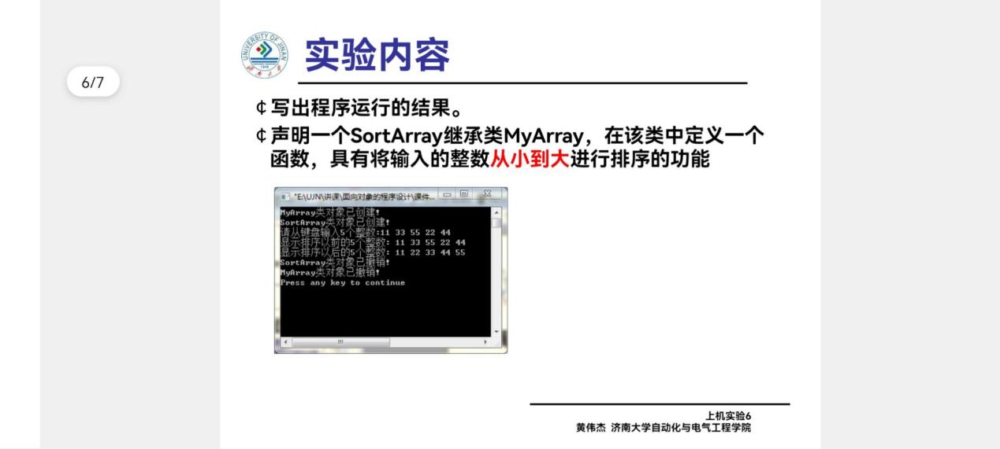 6/7
UNIVERSITY OF JINAN
1948
实验内容
¢ 写出程序运行的结果。
¢ 声明一个SortArray继承类MyArray，在该类中定义一个
函数，具有将输入的整数从小到大进行排序的功能
"E:\UJN\讲课\面向对象的程序设计\课件...
MyArray类对象已创建!
SortArray类对象已创建!
请从键盘输入5个整数:11 33 55 22 44
显示排序以前的5个整数: 11 33 55 22 44
显示排序以后的5个整数: 11 22 33 44 55
SortArray类对象已撤销!
MyArray类对象已撤销!
Press any key to continue
上机实验6
黄伟杰 济南大学自动化与电气工程学院